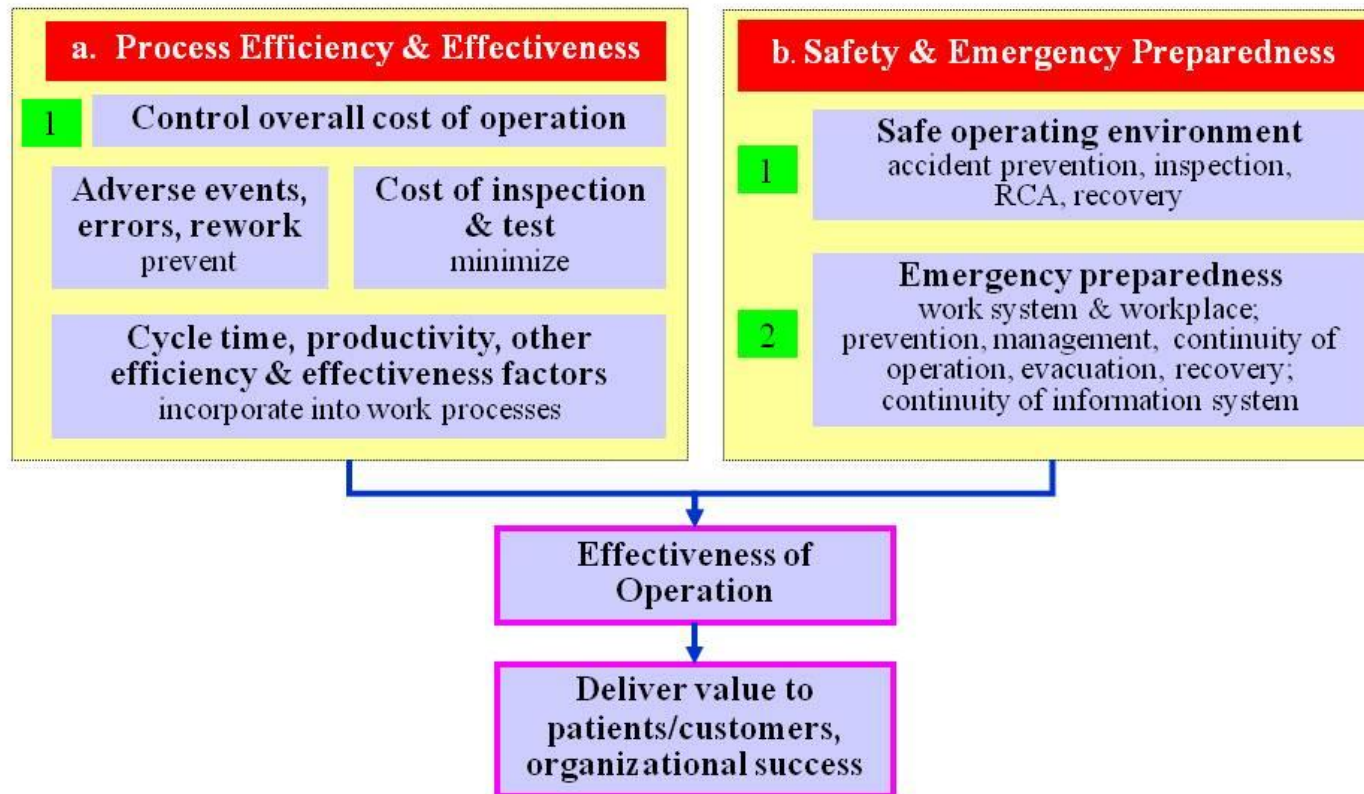 a. Process Efficiency & Effectiveness
1
Control overall cost of operation
Adverse events,
errors, rework
prevent
Cost of inspection
& test
minimize
Cycle time, productivity, other
efficiency & effectiveness factors
incorporate into work processes
b. Safety & Emergency Preparedness
1
Safe operating environment
accident prevention, inspection,
RCA, recovery
2
Emergency preparedness
work system & workplace;
prevention, management, continuity of
operation, evacuation, recovery;
continuity of information system
Effectiveness of
Operation
Deliver value to
patients/customers,
organizational success